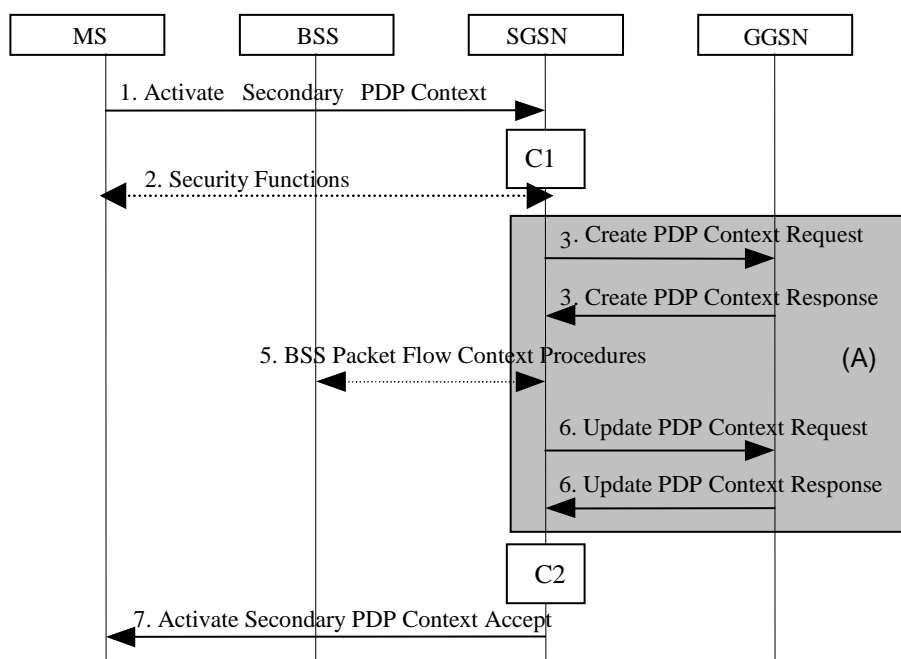 MS BSS SGSN GGSN
1. Activate Secondary PDP Context
C1
2. Security Functions
3. Create PDP Context Request
3. Create PDP Context Response
5. BSS Packet Flow Context Procedures
(A)
6. Update PDP Context Request
6. Update PDP Context Response
C2
7. Activate Secondary PDP Context Accept